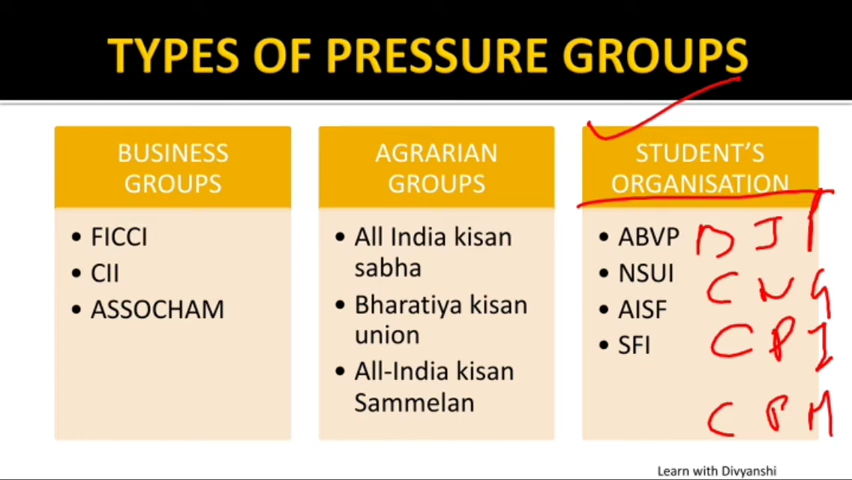 TYPES OF PRESSURE GROUPS
BUSINESS
GROUPS
• FICCI
• CII
• ASSOCHAM
AGRARIAN
GROUPS
• All India kisan
sabha
• Bharatiya kisan
union
• All-India kisan
Sammelan
STUDENT'S
ORGANISATION
• ABVP BJP
• NSUI CNG
• AISF CPI
• SFI
CPM
Learn with Divyanshi